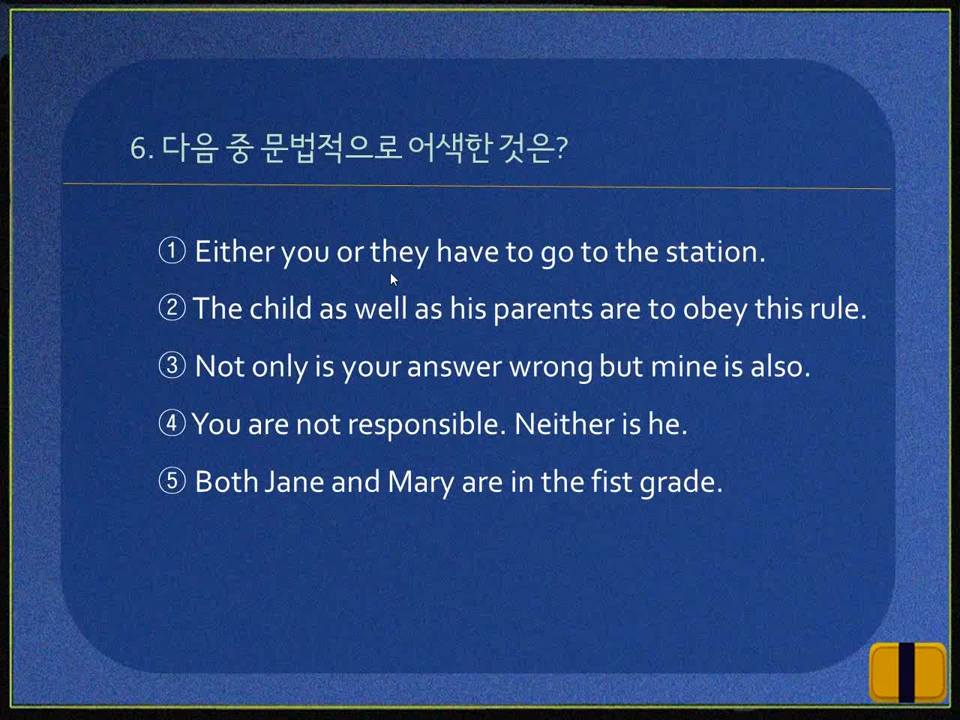 6. 다음 중 문법적으로 어색한 것은?
① Either you or they have to go to the station.
② The child as well as his parents are to obey this rule.
③ Not only is your answer wrong but mine is also.
④ You are not responsible. Neither is he.
⑤ Both Jane and Mary are in the fist grade.